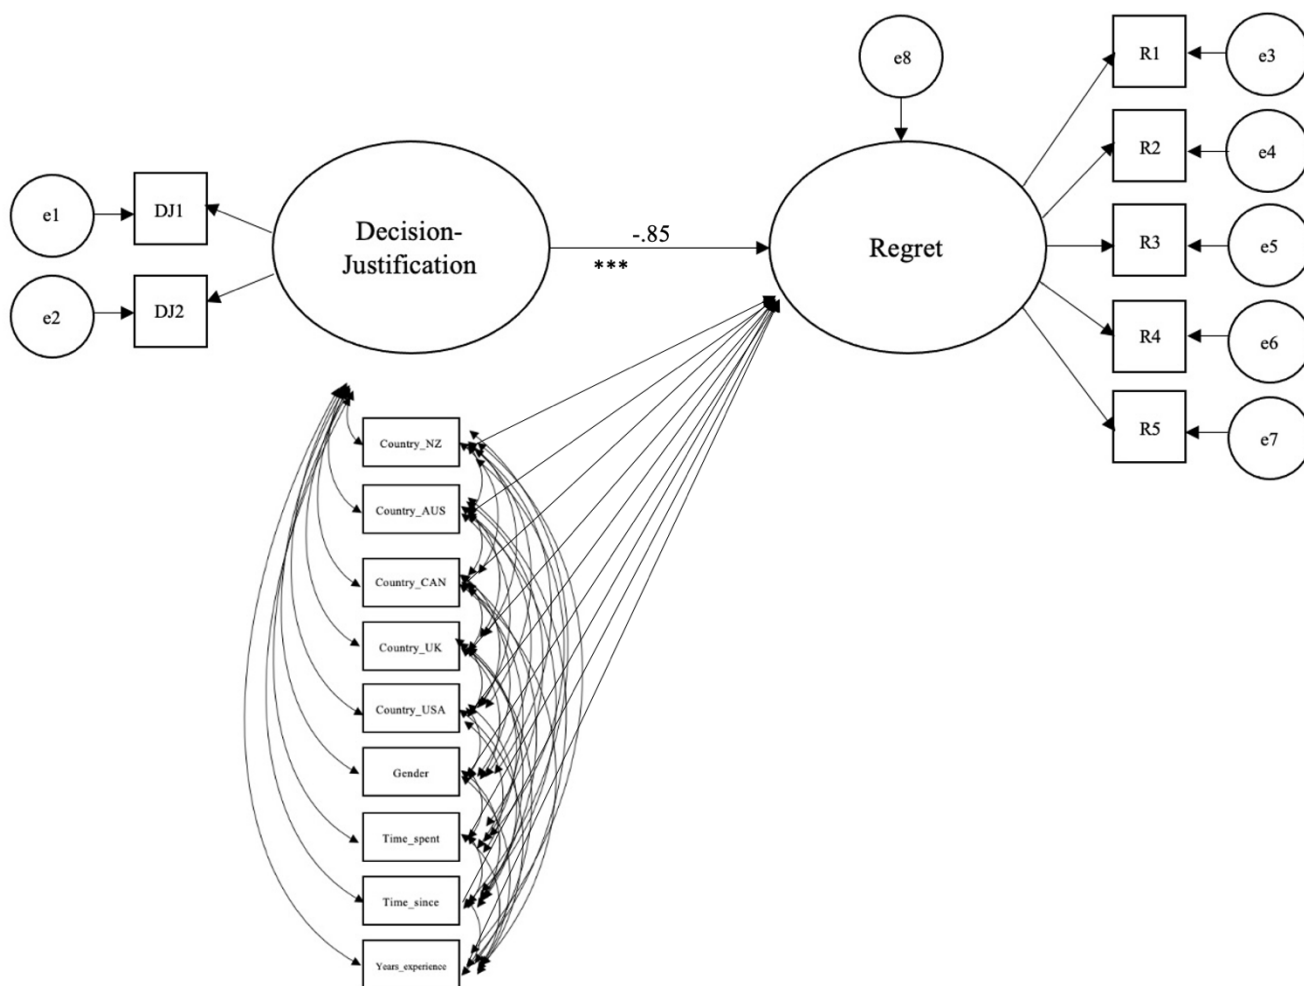 e8
R1
e3
R2
e4
e1
DJ1
Decision-
Justification
-.85
***
Regret
R3
e5
e2
DJ2
R4
e6
R5
e7
Country_NZ
Country_AUS
Country_CAN
Country_UK
Country_USA
Gender
Time_spent
Time_since
Years_experience